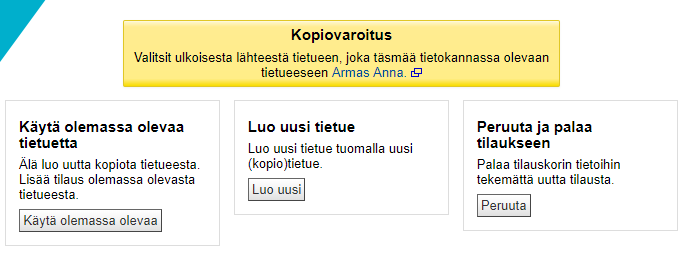 Kopiovaroitus
Valitsit ulkoisesta lähteestä tietueen, joka täsmää tietokannassa olevaan
tietueeseen Armas Anna.
Käytä olemassa olevaa
tietuetta
Älä luo uutta kopiota tietueesta.
Lisää tilaus olemassa olevasta
tietueesta.
Käytä olemassa olevaa
Luo uusi tietue
Luo uusi tietue tuomalla uusi
(kopio)tietue.
Luo uusi
Peruuta ja palaa
tilaukseen
Palaa tilauskorin tietoihin
tekemättä uutta tilausta.
Peruuta